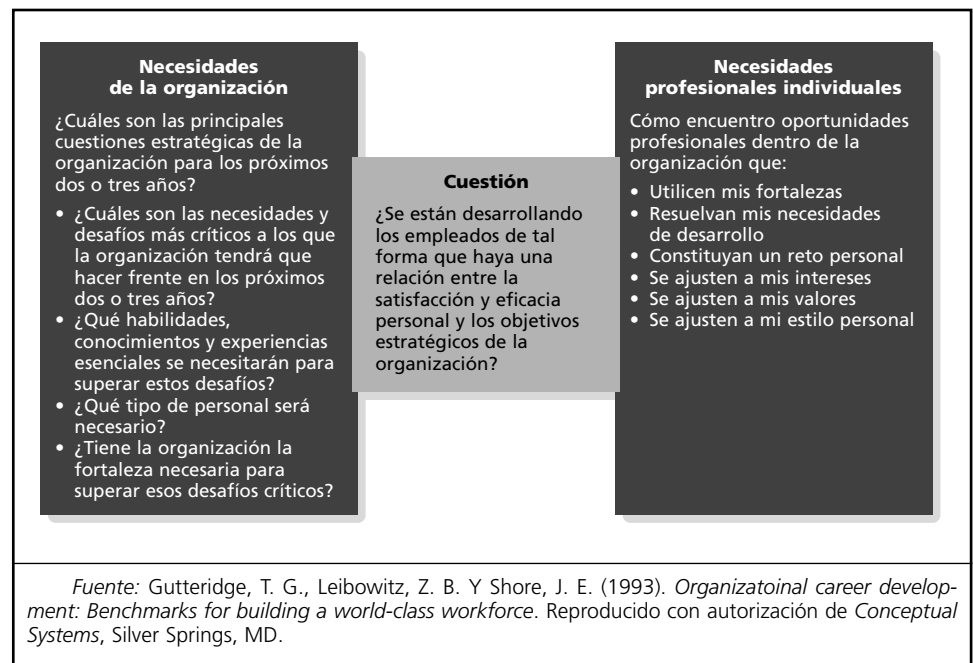 Necesidades
de la organización
¿Cuáles son las principales
cuestiones estratégicas de la
organización para los próximos
dos o tres años?
• ¿Cuáles son las necesidades y
desafíos más críticos a los que
la organización tendrá que
hacer frente en los próximos
dos o tres años?
• ¿Qué habilidades,
conocimientos y experiencias
esenciales se necesitarán para
superar estos desafíos?
• ¿Qué tipo de personal será
necesario?
• ¿Tiene la organización la
fortaleza necesaria para
superar esos desafíos críticos?
Cuestión
¿Se están desarrollando
los empleados de tal
forma que haya una
relación entre la
satisfacción y eficacia
personal y los objetivos
estratégicos de la
organización?
Necesidades
profesionales individuales
Cómo encuentro oportunidades
profesionales dentro de la
organización que:
• Utilicen mis fortalezas
• Resuelvan mis necesidades
de desarrollo
• Constituyan un reto personal
• Se ajusten a mis intereses
• Se ajusten a mis valores
• Se ajusten a mi estilo personal
Fuente: Gutteridge, T. G., Leibowitz, Z. B. Y Shore, J. E. (1993). Organizatoinal career develop-
ment: Benchmarks for building a world-class workforce. Reproducido con autorización de Conceptual
Systems, Silver Springs, MD.